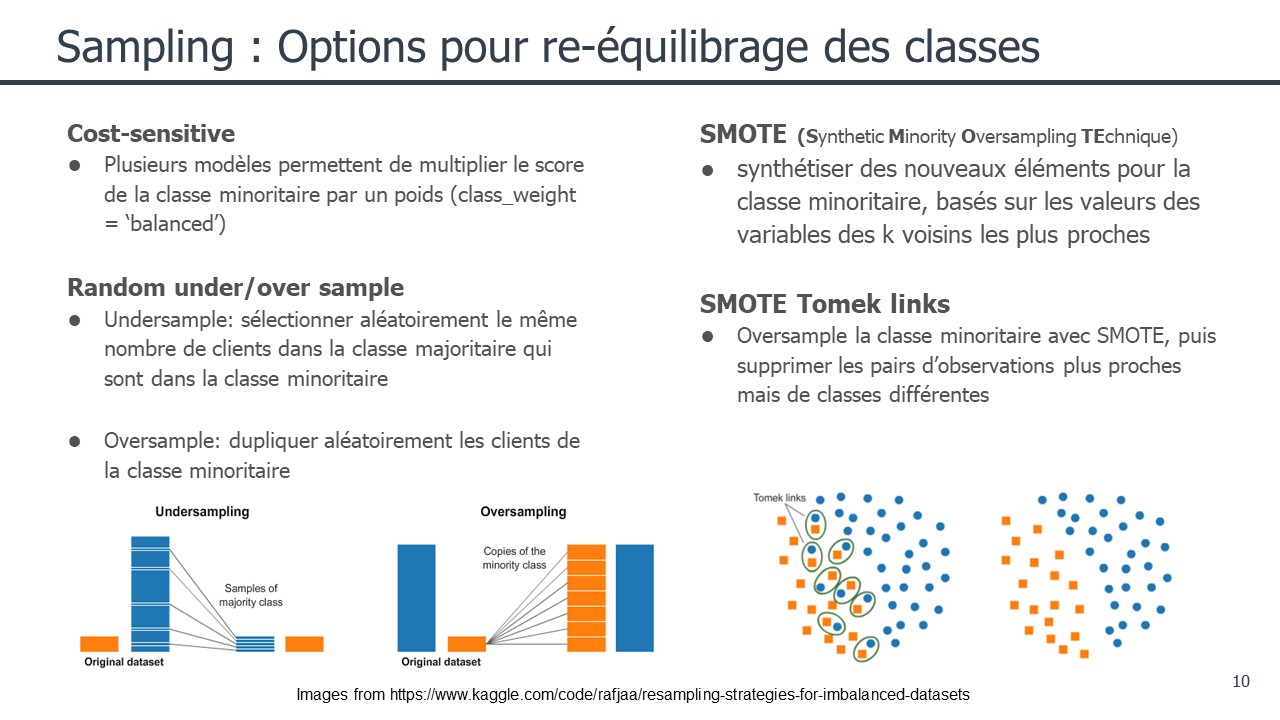 Sampling : Options pour re-équilibrage des classes
Cost-sensitive
● Plusieurs modèles permettent de multiplier le score
de la classe minoritaire par un poids (class_weight
= ‘balanced’)
Random under/over sample
● Undersample: sélectionner aléatoirement le même
nombre de clients dans la classe majoritaire qui
sont dans la classe minoritaire
● Oversample: dupliquer aléatoirement les clients de
la classe minoritaire
SMOTE (Synthetic Minority Oversampling TEchnique)
● synthétiser des nouveaux éléments pour la
classe minoritaire, basés sur les valeurs des
variables des k voisins les plus proches
SMOTE Tomek links
● Oversample la classe minoritaire avec SMOTE, puis
supprimer les pairs d’observations plus proches
mais de classes différentes
Undersampling
Samples of
majority class
Original dataset
Oversampling
Copies of the
minority class
Original dataset
Tomek links
Images from https://www.kaggle.com/code/rafjaa/resampling-strategies-for-imbalanced-datasets
10